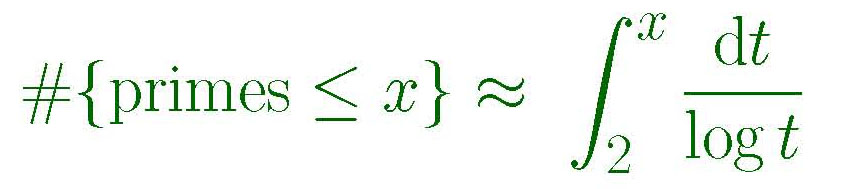 #{primes ≤ x} ≈ ∫₂ˣ dt / log t